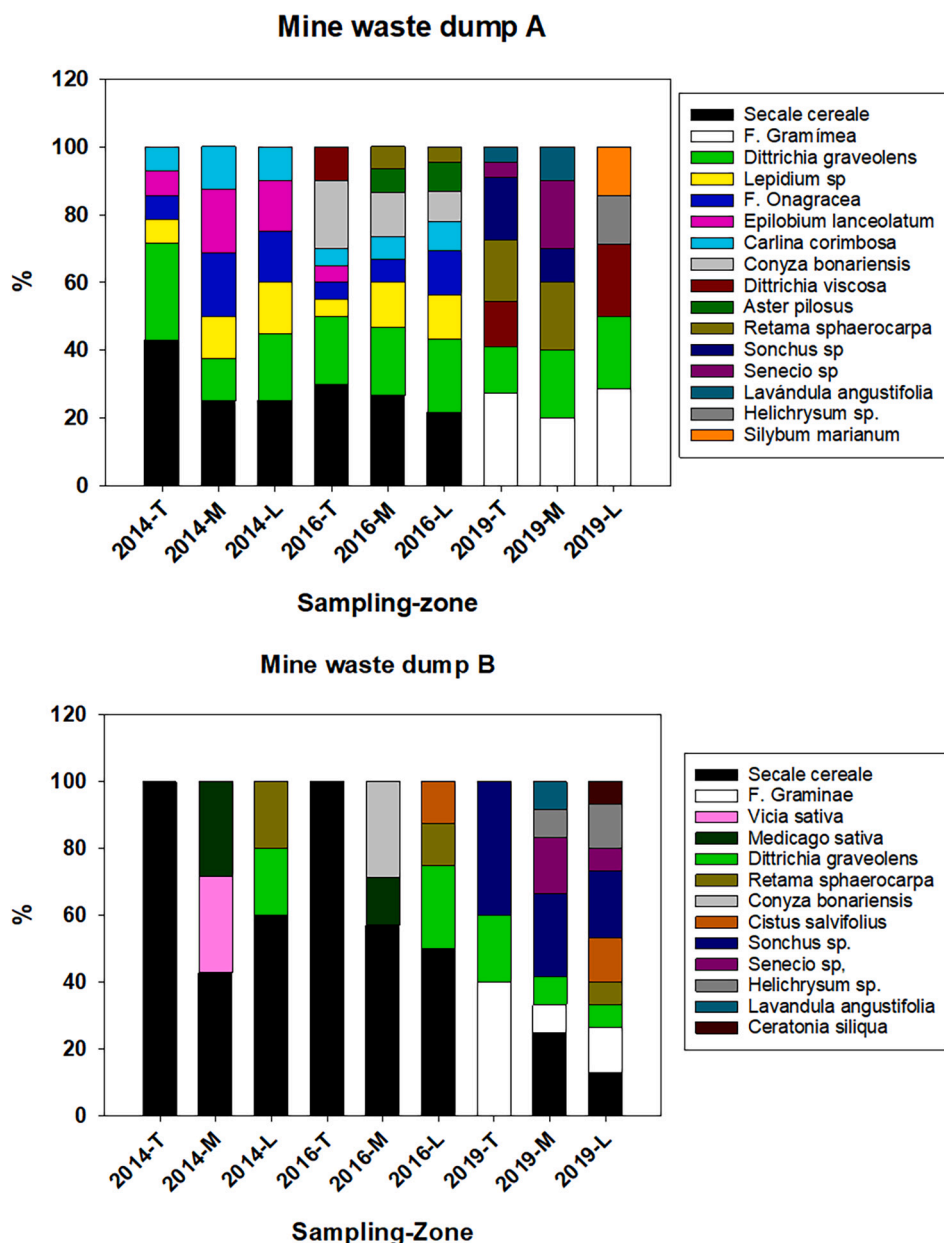 Mine waste dump A
120
100
80
60
40
20
0
%
2014-T
2014-M
2014-L
2016-T
2016-M
2016-L
2019-T
2019-M
2019-L
Sampling-zone
Secale cereale
F. Gramímea
Dittrichia graveolens
Lepidium sp
F. Onagracea
Epilobium lanceolatum
Carlina corimbosa
Conyza bonariensis
Dittrichia viscosa
Aster pilosus
Retama sphaerocarpa
Sonchus sp
Senecio sp
Lavándula angustifolia
Helichrysum sp.
Silybum marianum
Mine waste dump B
120
100
80
60
40
20
0
%
2014-T
2014-M
2014-L
2016-T
2016-M
2016-L
2019-T
2019-M
2019-L
Sampling-Zone
Secale cereale
F. Graminae
Vicia sativa
Medicago sativa
Dittrichia graveolens
Retama sphaerocarpa
Conyza bonariensis
Cistus salvifolius
Sonchus sp.
Senecio sp,
Helichrysum sp.
Lavandula angustifolia
Ceratonia siliqua